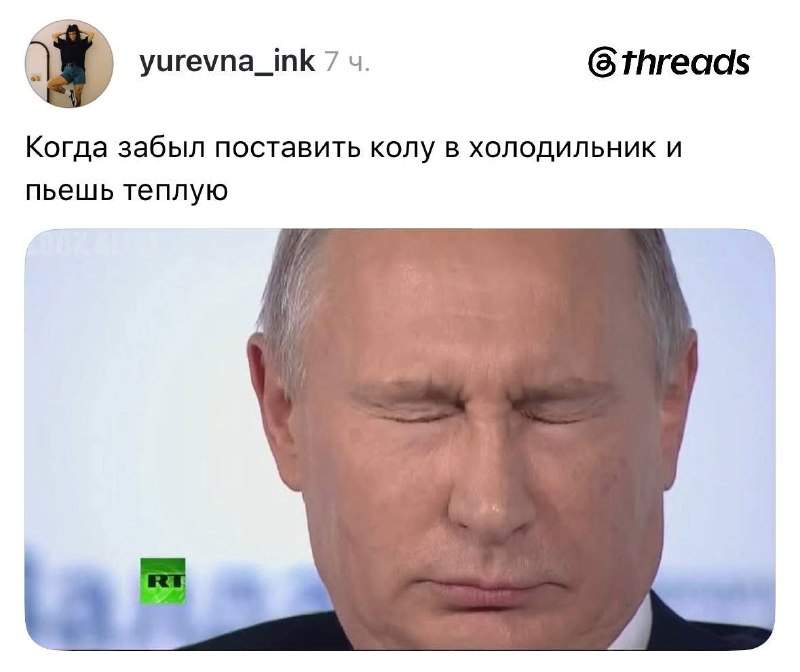 yurevna_ink 7 ч.
threads
Когда забыл поставить колу в холодильник и
пьешь теплую
RT